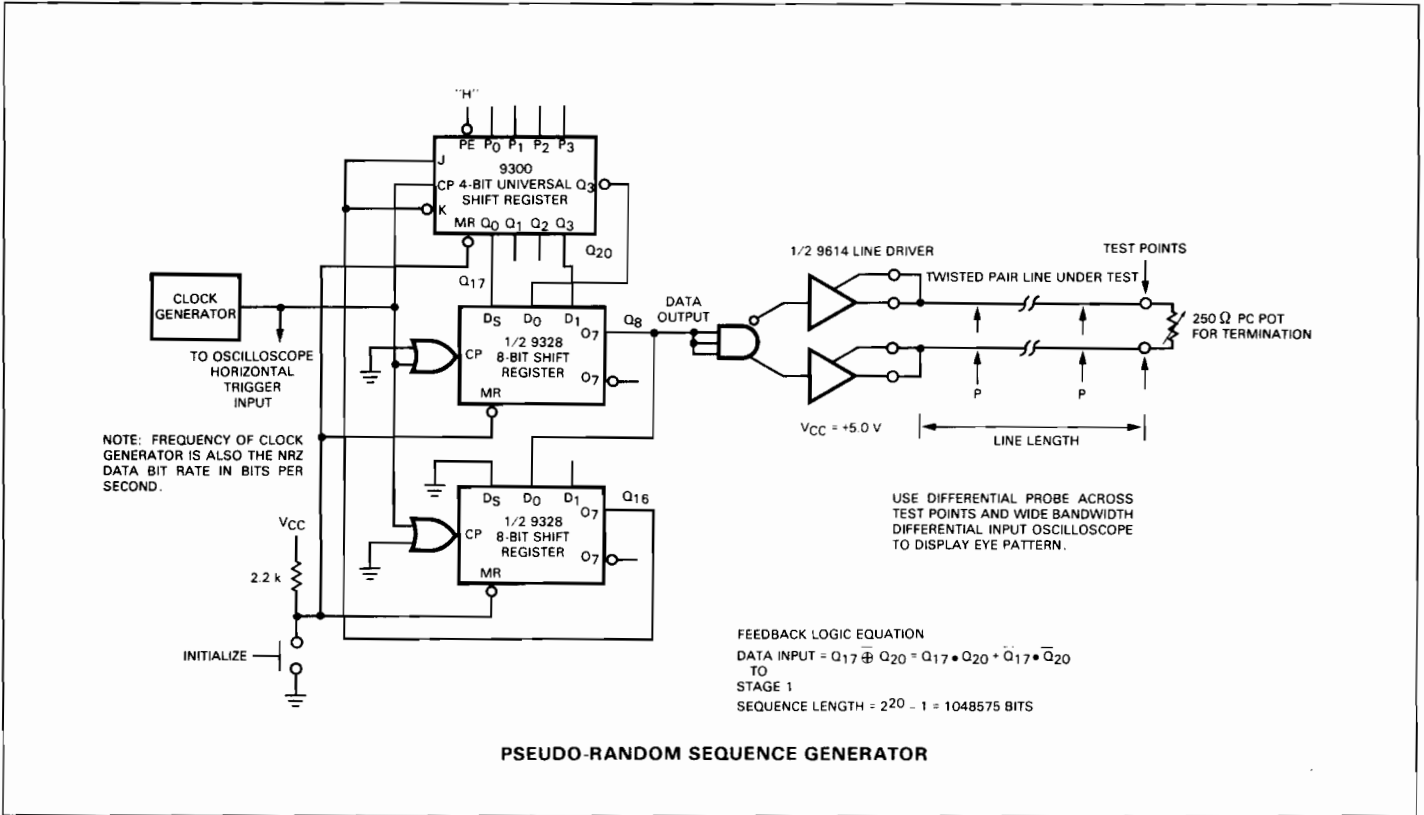 "H"
PE P0 P1 P2 P3
J
9300
CP 4-BIT UNIVERSAL Q3
SHIFT REGISTER
K
MR Q0 Q1 Q2 Q3
Q20
Q17
CLOCK
GENERATOR
TO OSCILLOSCOPE
HORIZONTAL
TRIGGER
INPUT
NOTE: FREQUENCY OF CLOCK
GENERATOR IS ALSO THE NRZ
DATA BIT RATE IN BITS PER
SECOND.
DS D0 D1
O7
Q8
1/2 9328
CP 8-BIT SHIFT
REGISTER
O7
MR
DS D0 D1
O7
Q16
1/2 9328
CP 8-BIT SHIFT
REGISTER
O7
MR
VCC
2.2 k
INITIALIZE
DATA
OUTPUT
1/2 9614 LINE DRIVER
TEST POINTS
TWISTED PAIR LINE UNDER TEST
250 Ω PC POT
FOR TERMINATION
P P
VCC = +5.0 V
LINE LENGTH
USE DIFFERENTIAL PROBE ACROSS
TEST POINTS AND WIDE BANDWIDTH
DIFFERENTIAL INPUT OSCILLOSCOPE
TO DISPLAY EYE PATTERN.
FEEDBACK LOGIC EQUATION
DATA INPUT = Q17 ⊕̅ Q20 = Q17 • Q20 + Q̅17 • Q̅20
TO
STAGE 1
SEQUENCE LENGTH = 2^20 – 1 = 1048575 BITS
PSEUDO-RANDOM SEQUENCE GENERATOR